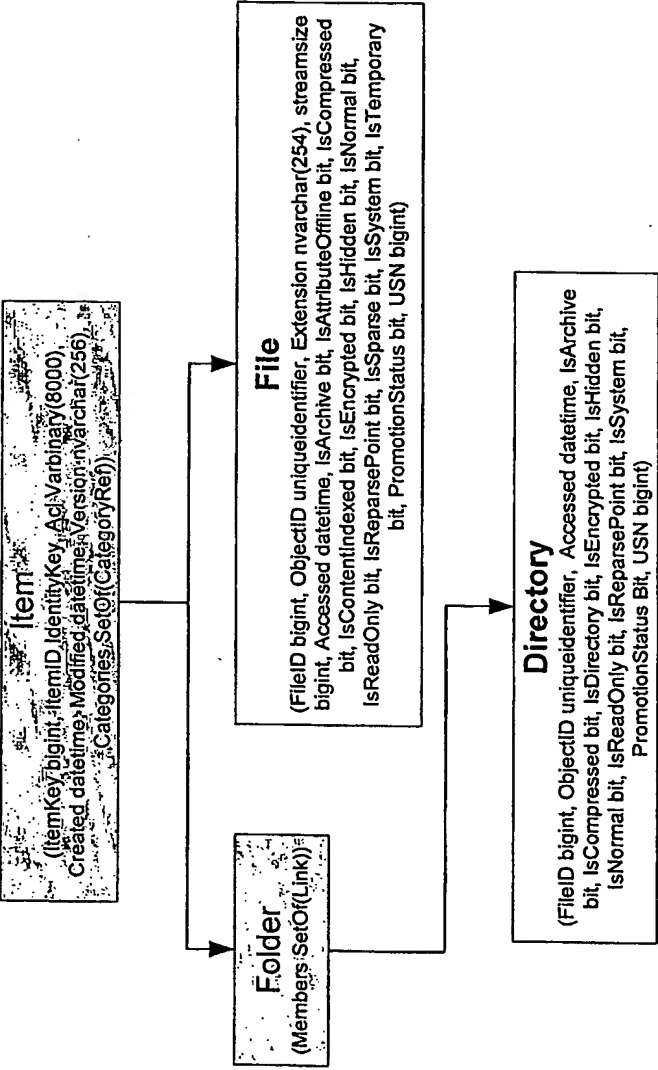 Item
(ItemKey bigint, ItemID IdentityKey, Acl Varbinary(8000),
Created datetime, Modified datetime, Version nvarchar(256),
Categories SetOf(CategoryRef))
Folder
(Members SetOf(Link))
File
(FileID bigint, ObjectID uniqueidentifier, Extension nvarchar(254), streamsize
bigint, Accessed datetime, IsArchive bit, IsAttributeOffline bit, IsCompressed
bit, IsContentIndexed bit, IsEncrypted bit, IsHidden bit, IsNormal bit,
IsReadOnly bit, IsReparsePoint bit, IsSparse bit, IsSystem bit, IsTemporary
bit, PromotionStatus bit, USN bigint)
Directory
(FileID bigint, ObjectID uniqueidentifier, Accessed datetime, IsArchive
bit, IsCompressed bit, IsDirectory bit, IsEncrypted bit, IsHidden bit,
IsNormal bit, IsReadOnly bit, IsReparsePoint bit, IsSystem bit,
PromotionStatus Bit, USN bigint)